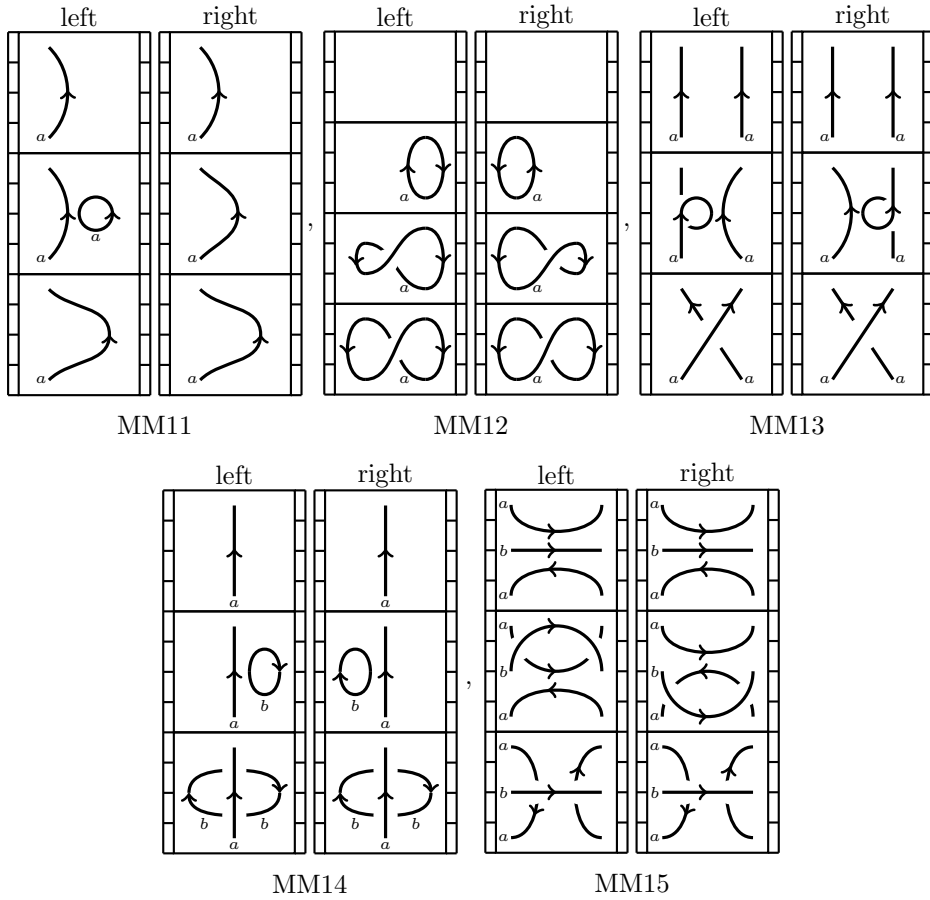 left right left right left right
a a
a
a a a a
a a , a a , a a a a
a a
a a a a a a
MM11 MM12 MM13
left right left right
a a
b b
a a a a
a a
b b , b b
a a a a
b b
a a
b b b b b b
a a a a
MM14 MM15